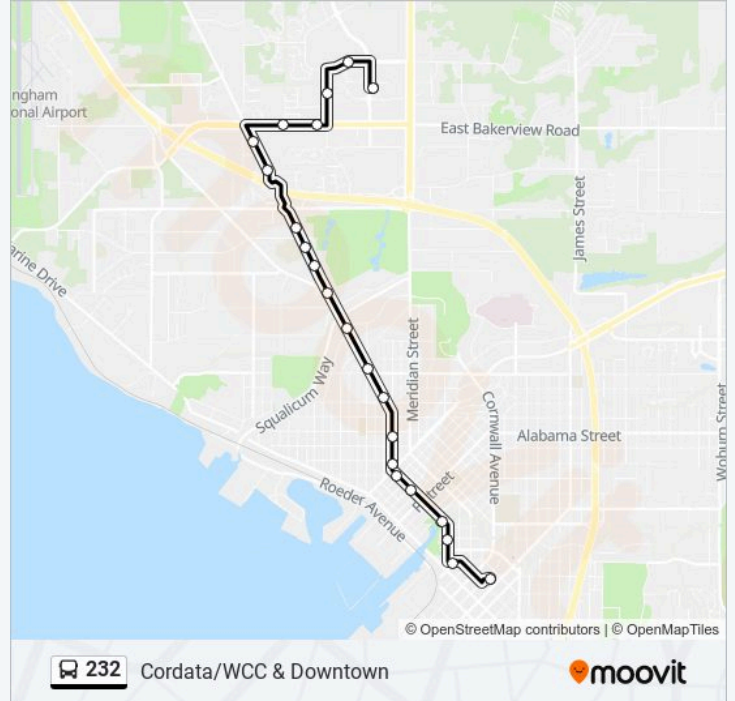 ngham
onal Airport
East Bakerview Road
James Street
arine Drive
Meridian Street
Squalicum Way
Cornwall Avenue
Alabama Street
Woburn Street
Roeder Avenue
F Street
© OpenStreetMap contributors | © OpenMapTiles
232 Cordata/WCC & Downtown
moovit